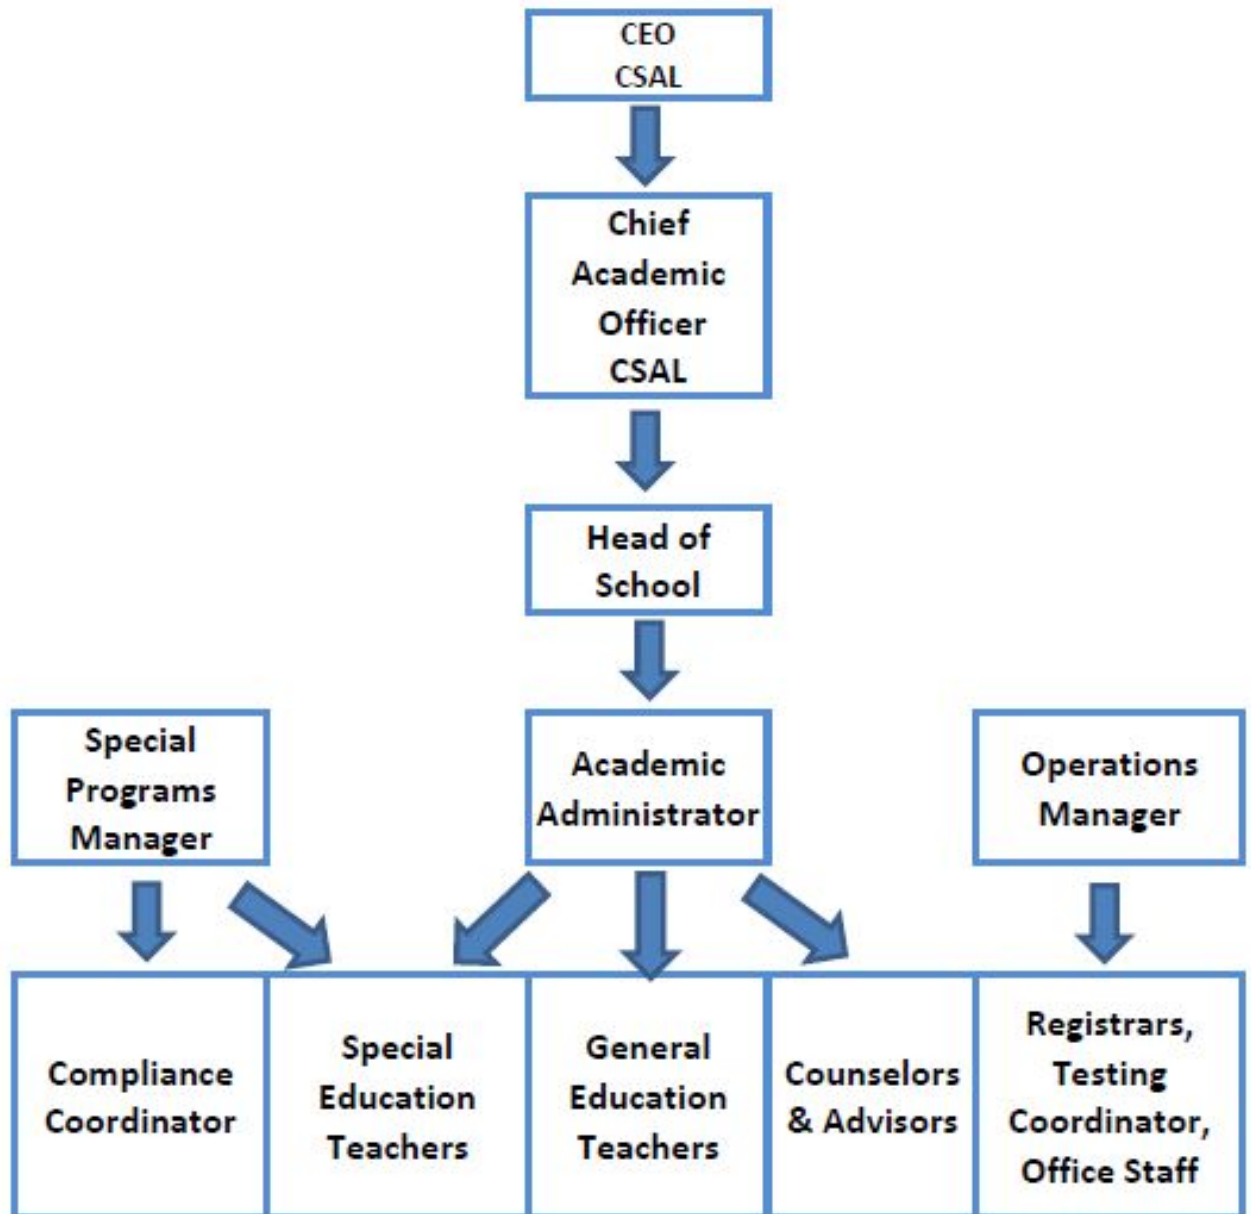 CEO
CSAL
Chief
Academic
Officer
CSAL
Head of
School
Special
Programs
Manager
Academic
Administrator
Operations
Manager
Compliance
Coordinator
Special
Education
Teachers
General
Education
Teachers
Counselors
& Advisors
Registrars,
Testing
Coordinator,
Office Staff